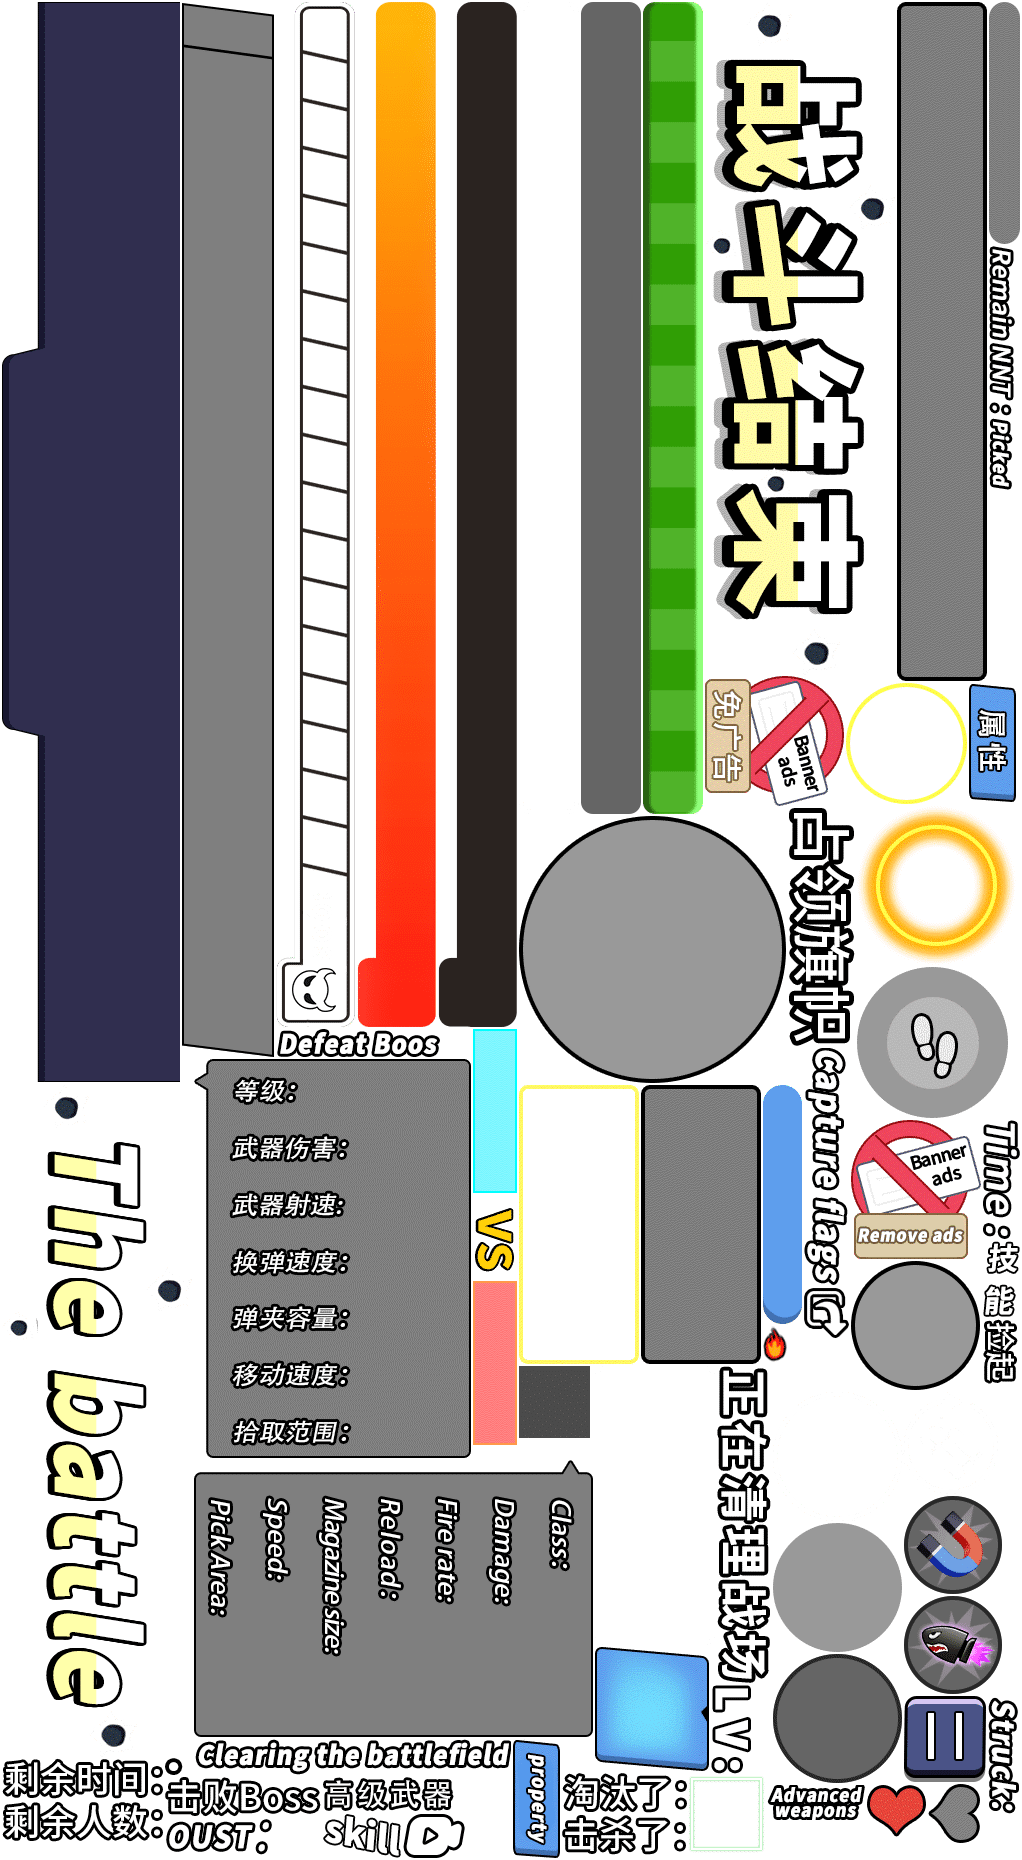 战斗结束
Remain NNT : Picked
属性
免广告
Banner
ads
占领旗帜
Capture flags
Time :
Banner
ads
Remove ads
技能
捡起
Defeat Boos
等级：
武器伤害：
武器射速：
换弹速度：
弹夹容量：
移动速度：
拾取范围：
VS
The battle
正在清理战场
LV：
Class:
Damage:
Fire rate:
Reload:
Magazine size:
Speed:
Pick Area:
Struck:
Clearing the battlefield
property
Advanced
weapons
剩余时间：
剩余人数：
击败Boss
OUST：
高级武器
skill
淘汰了：
击杀了：